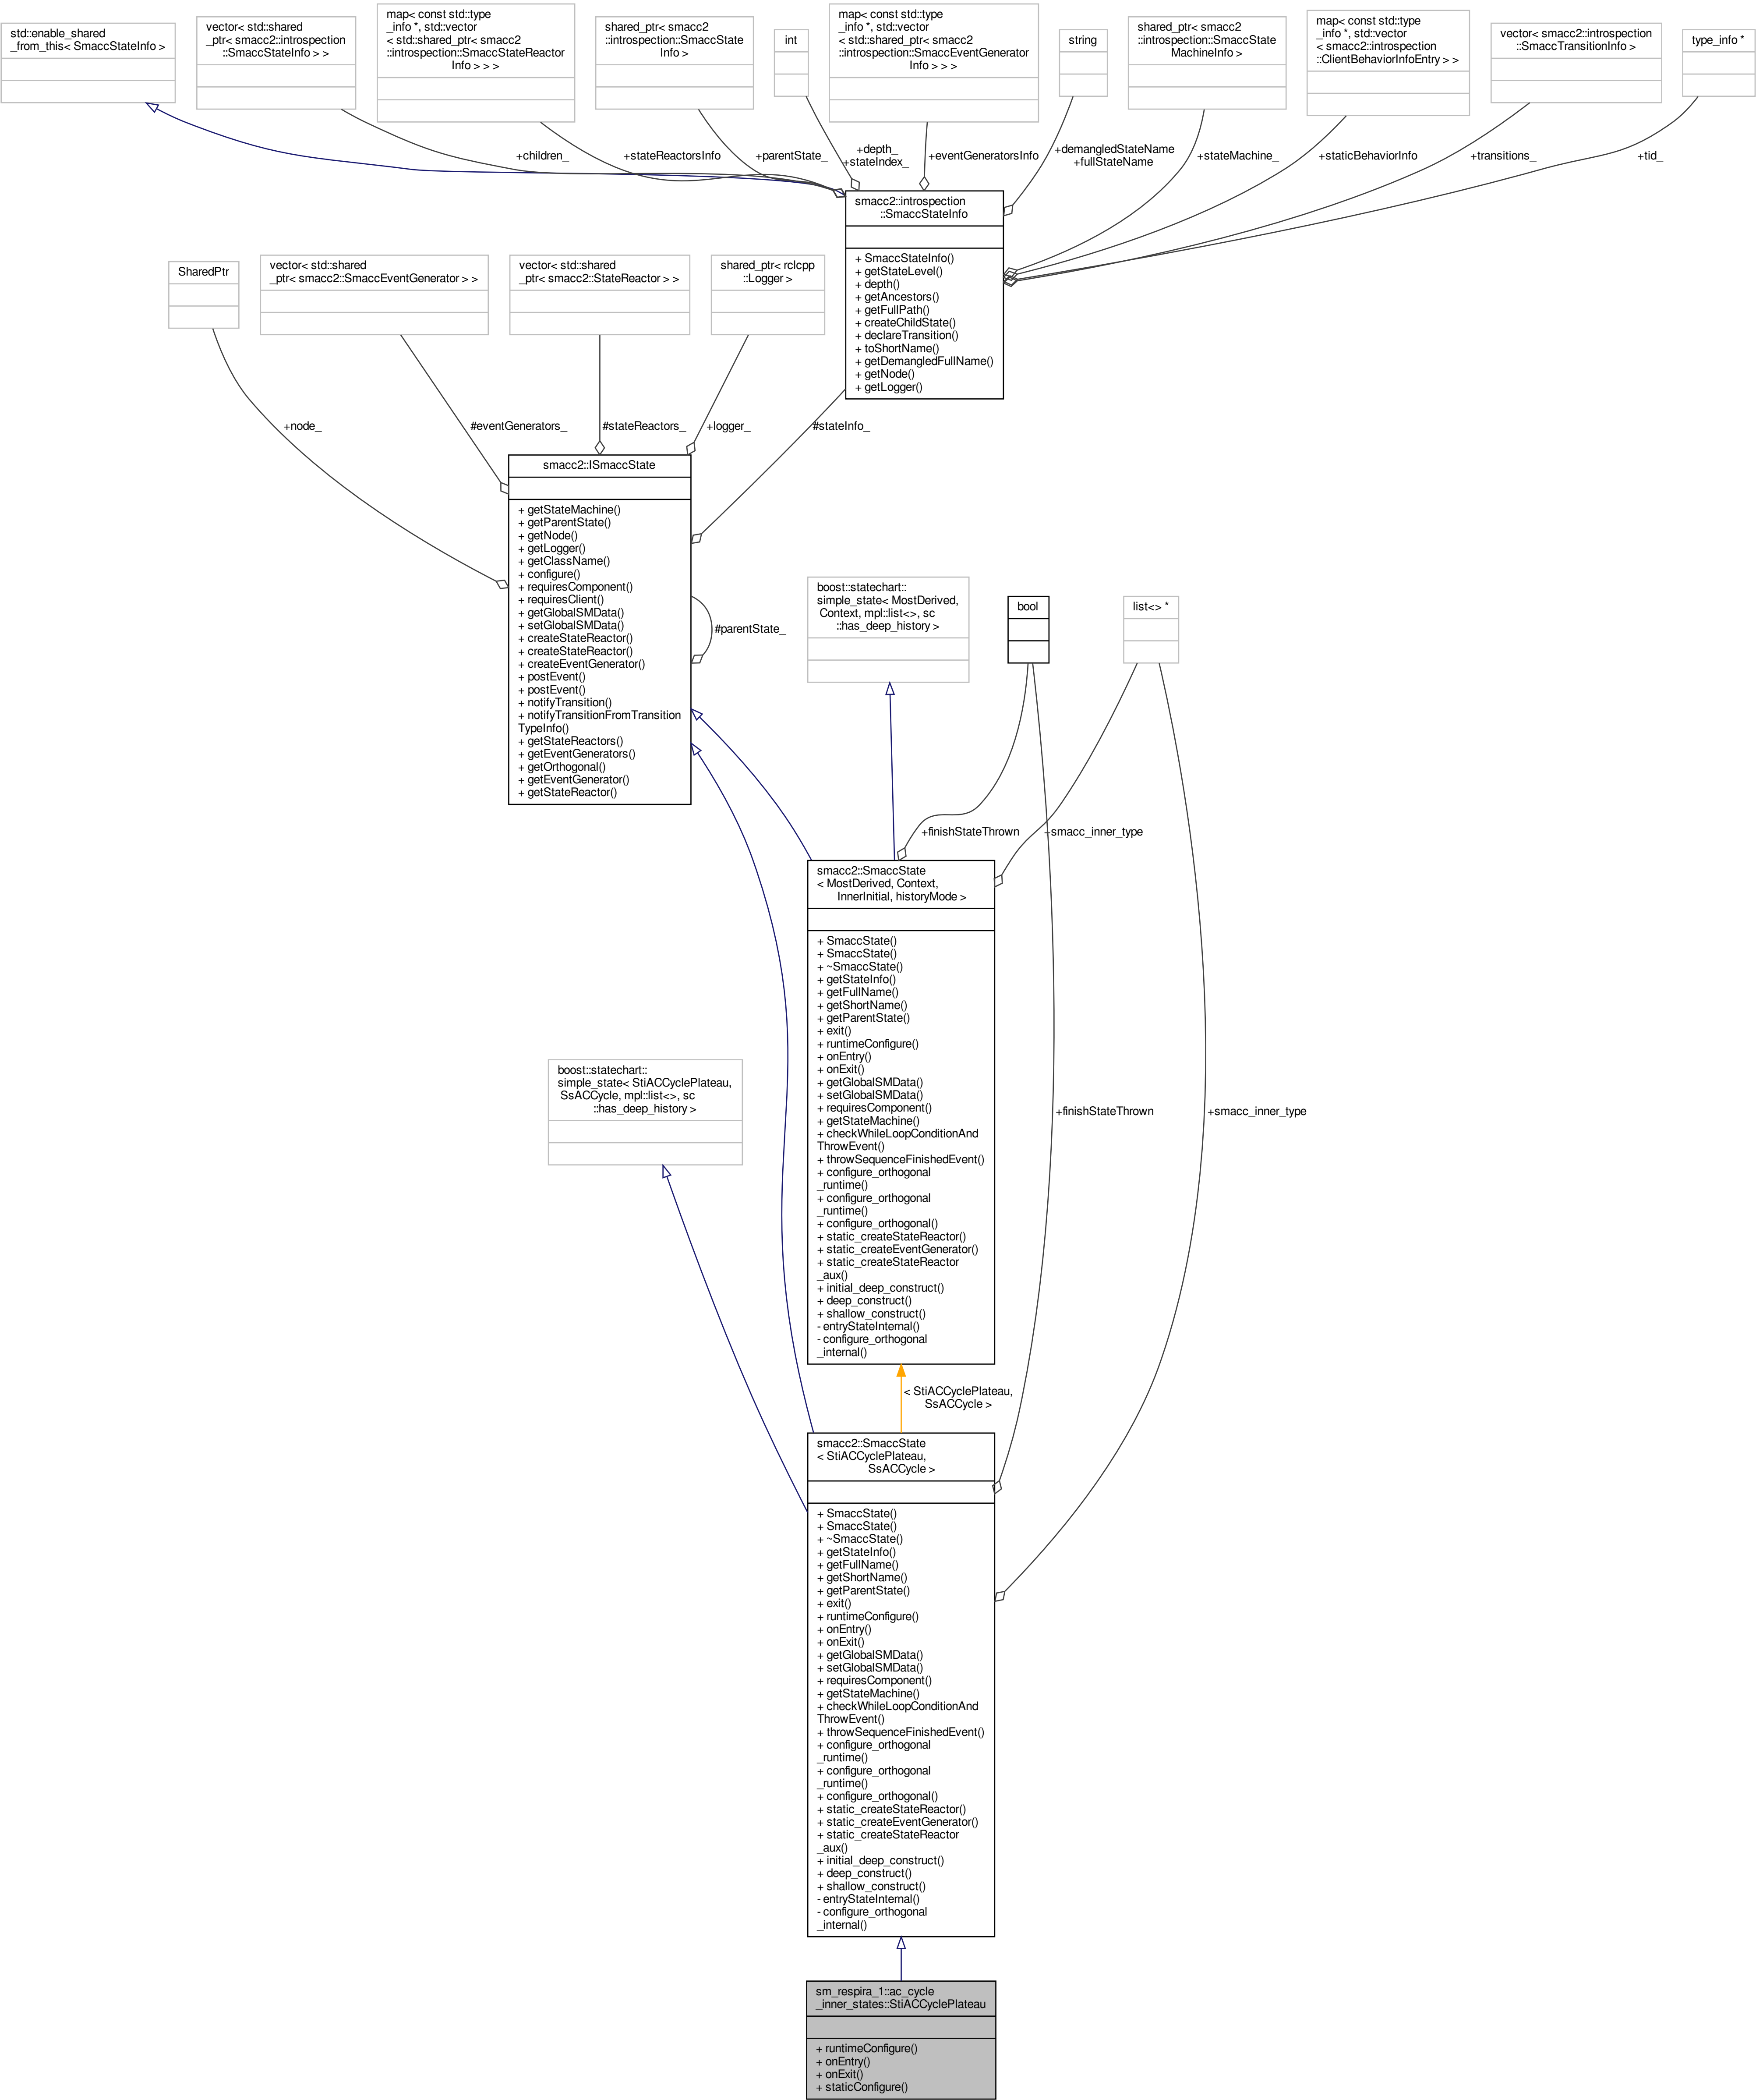 std::enable_shared
_from_this< SmaccStateInfo >
vector< std::shared
_ptr< smacc2::introspection
::SmaccStateInfo > >
map< const std::type
_info *, std::vector
< std::shared_ptr< smacc2
::introspection::SmaccStateReactor
Info > > >
shared_ptr< smacc2
::introspection::SmaccState
Info >
int
map< const std::type
_info *, std::vector
< std::shared_ptr< smacc2
::introspection::SmaccEventGenerator
Info > > >
string
shared_ptr< smacc2
::introspection::SmaccState
MachineInfo >
map< const std::type
_info *, std::vector
< smacc2::introspection
::ClientBehaviorInfoEntry > >
vector< smacc2::introspection
::SmaccTransitionInfo >
type_info *
+children_
+stateReactorsInfo
+parentState_
+depth_
+stateIndex_
+eventGeneratorsInfo
+demangledStateName
+fullStateName
+stateMachine_
+staticBehaviorInfo
+transitions_
+tid_
smacc2::introspection
::SmaccStateInfo
+ SmaccStateInfo()
+ getStateLevel()
+ depth()
+ getAncestors()
+ getFullPath()
+ createChildState()
+ declareTransition()
+ toShortName()
+ getDemangledFullName()
+ getNode()
+ getLogger()
SharedPtr
vector< std::shared
_ptr< smacc2::SmaccEventGenerator > >
vector< std::shared
_ptr< smacc2::StateReactor > >
shared_ptr< rclcpp
::Logger >
+node_
#eventGenerators_
#stateReactors_
+logger_
#stateInfo_
smacc2::ISmaccState
+ getStateMachine()
+ getParentState()
+ getNode()
+ getLogger()
+ getClassName()
+ configure()
+ requiresComponent()
+ requiresClient()
+ getGlobalSMData()
+ setGlobalSMData()
+ createStateReactor()
+ createStateReactor()
+ createEventGenerator()
+ postEvent()
+ postEvent()
+ notifyTransition()
+ notifyTransitionFromTransition
TypeInfo()
+ getStateReactors()
+ getEventGenerators()
+ getOrthogonal()
+ getEventGenerator()
+ getStateReactor()
#parentState_
boost::statechart::
simple_state< MostDerived,
Context, mpl::list<>, sc
::has_deep_history >
bool
list<> *
+finishStateThrown
+smacc_inner_type
smacc2::SmaccState
< MostDerived, Context,
InnerInitial, historyMode >
+ SmaccState()
+ SmaccState()
+ ~SmaccState()
+ getStateInfo()
+ getFullName()
+ getShortName()
+ getParentState()
+ exit()
+ runtimeConfigure()
+ onEntry()
+ onExit()
+ getGlobalSMData()
+ setGlobalSMData()
+ requiresComponent()
+ getStateMachine()
+ checkWhileLoopConditionAnd
ThrowEvent()
+ throwSequenceFinishedEvent()
+ configure_orthogonal
_runtime()
+ configure_orthogonal
_runtime()
+ configure_orthogonal()
+ static_createStateReactor()
+ static_createEventGenerator()
+ static_createStateReactor
_aux()
+ initial_deep_construct()
+ deep_construct()
+ shallow_construct()
- entryStateInternal()
- configure_orthogonal
_internal()
boost::statechart::
simple_state< StiACCyclePlateau,
SsACCycle, mpl::list<>, sc
::has_deep_history >
+finishStateThrown
+smacc_inner_type
< StiACCyclePlateau,
SsACCycle >
smacc2::SmaccState
< StiACCyclePlateau,
SsACCycle >
+ SmaccState()
+ SmaccState()
+ ~SmaccState()
+ getStateInfo()
+ getFullName()
+ getShortName()
+ getParentState()
+ exit()
+ runtimeConfigure()
+ onEntry()
+ onExit()
+ getGlobalSMData()
+ setGlobalSMData()
+ requiresComponent()
+ getStateMachine()
+ checkWhileLoopConditionAnd
ThrowEvent()
+ throwSequenceFinishedEvent()
+ configure_orthogonal
_runtime()
+ configure_orthogonal
_runtime()
+ configure_orthogonal()
+ static_createStateReactor()
+ static_createEventGenerator()
+ static_createStateReactor
_aux()
+ initial_deep_construct()
+ deep_construct()
+ shallow_construct()
- entryStateInternal()
- configure_orthogonal
_internal()
sm_respira_1::ac_cycle
_inner_states::StiACCyclePlateau
+ runtimeConfigure()
+ onEntry()
+ onExit()
+ staticConfigure()